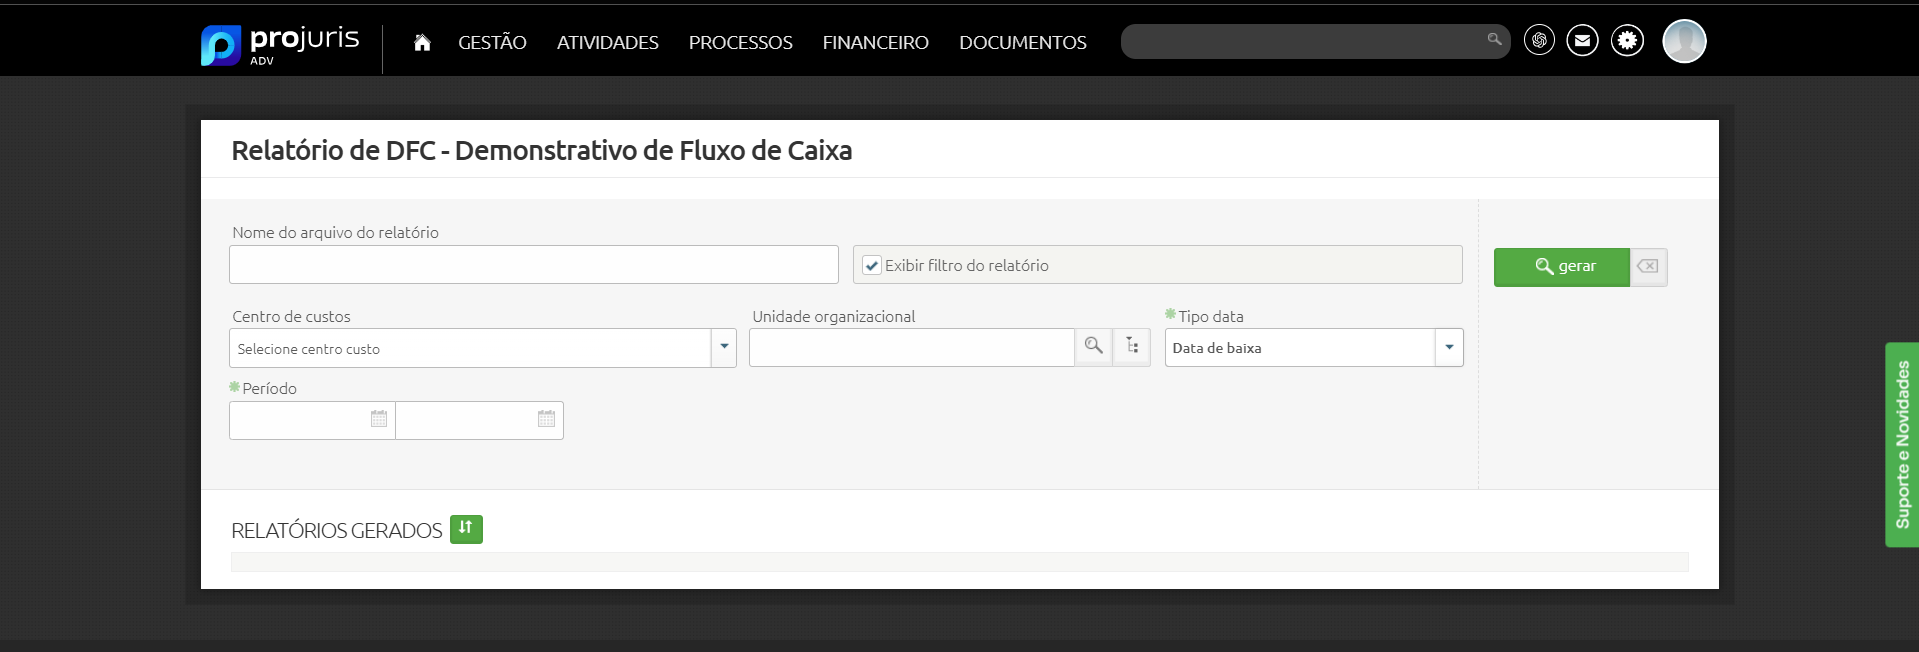 projuris
ADV
GESTÃO
ATIVIDADES
PROCESSOS
FINANCEIRO
DOCUMENTOS
Relatório de DFC - Demonstrativo de Fluxo de Caixa
Nome do arquivo do relatório
Exibir filtro do relatório
gerar
Centro de custos
Unidade organizacional
Tipo data
Selecione centro custo
Data de baixa
Período
RELATÓRIOS GERADOS
Suporte e Novidades